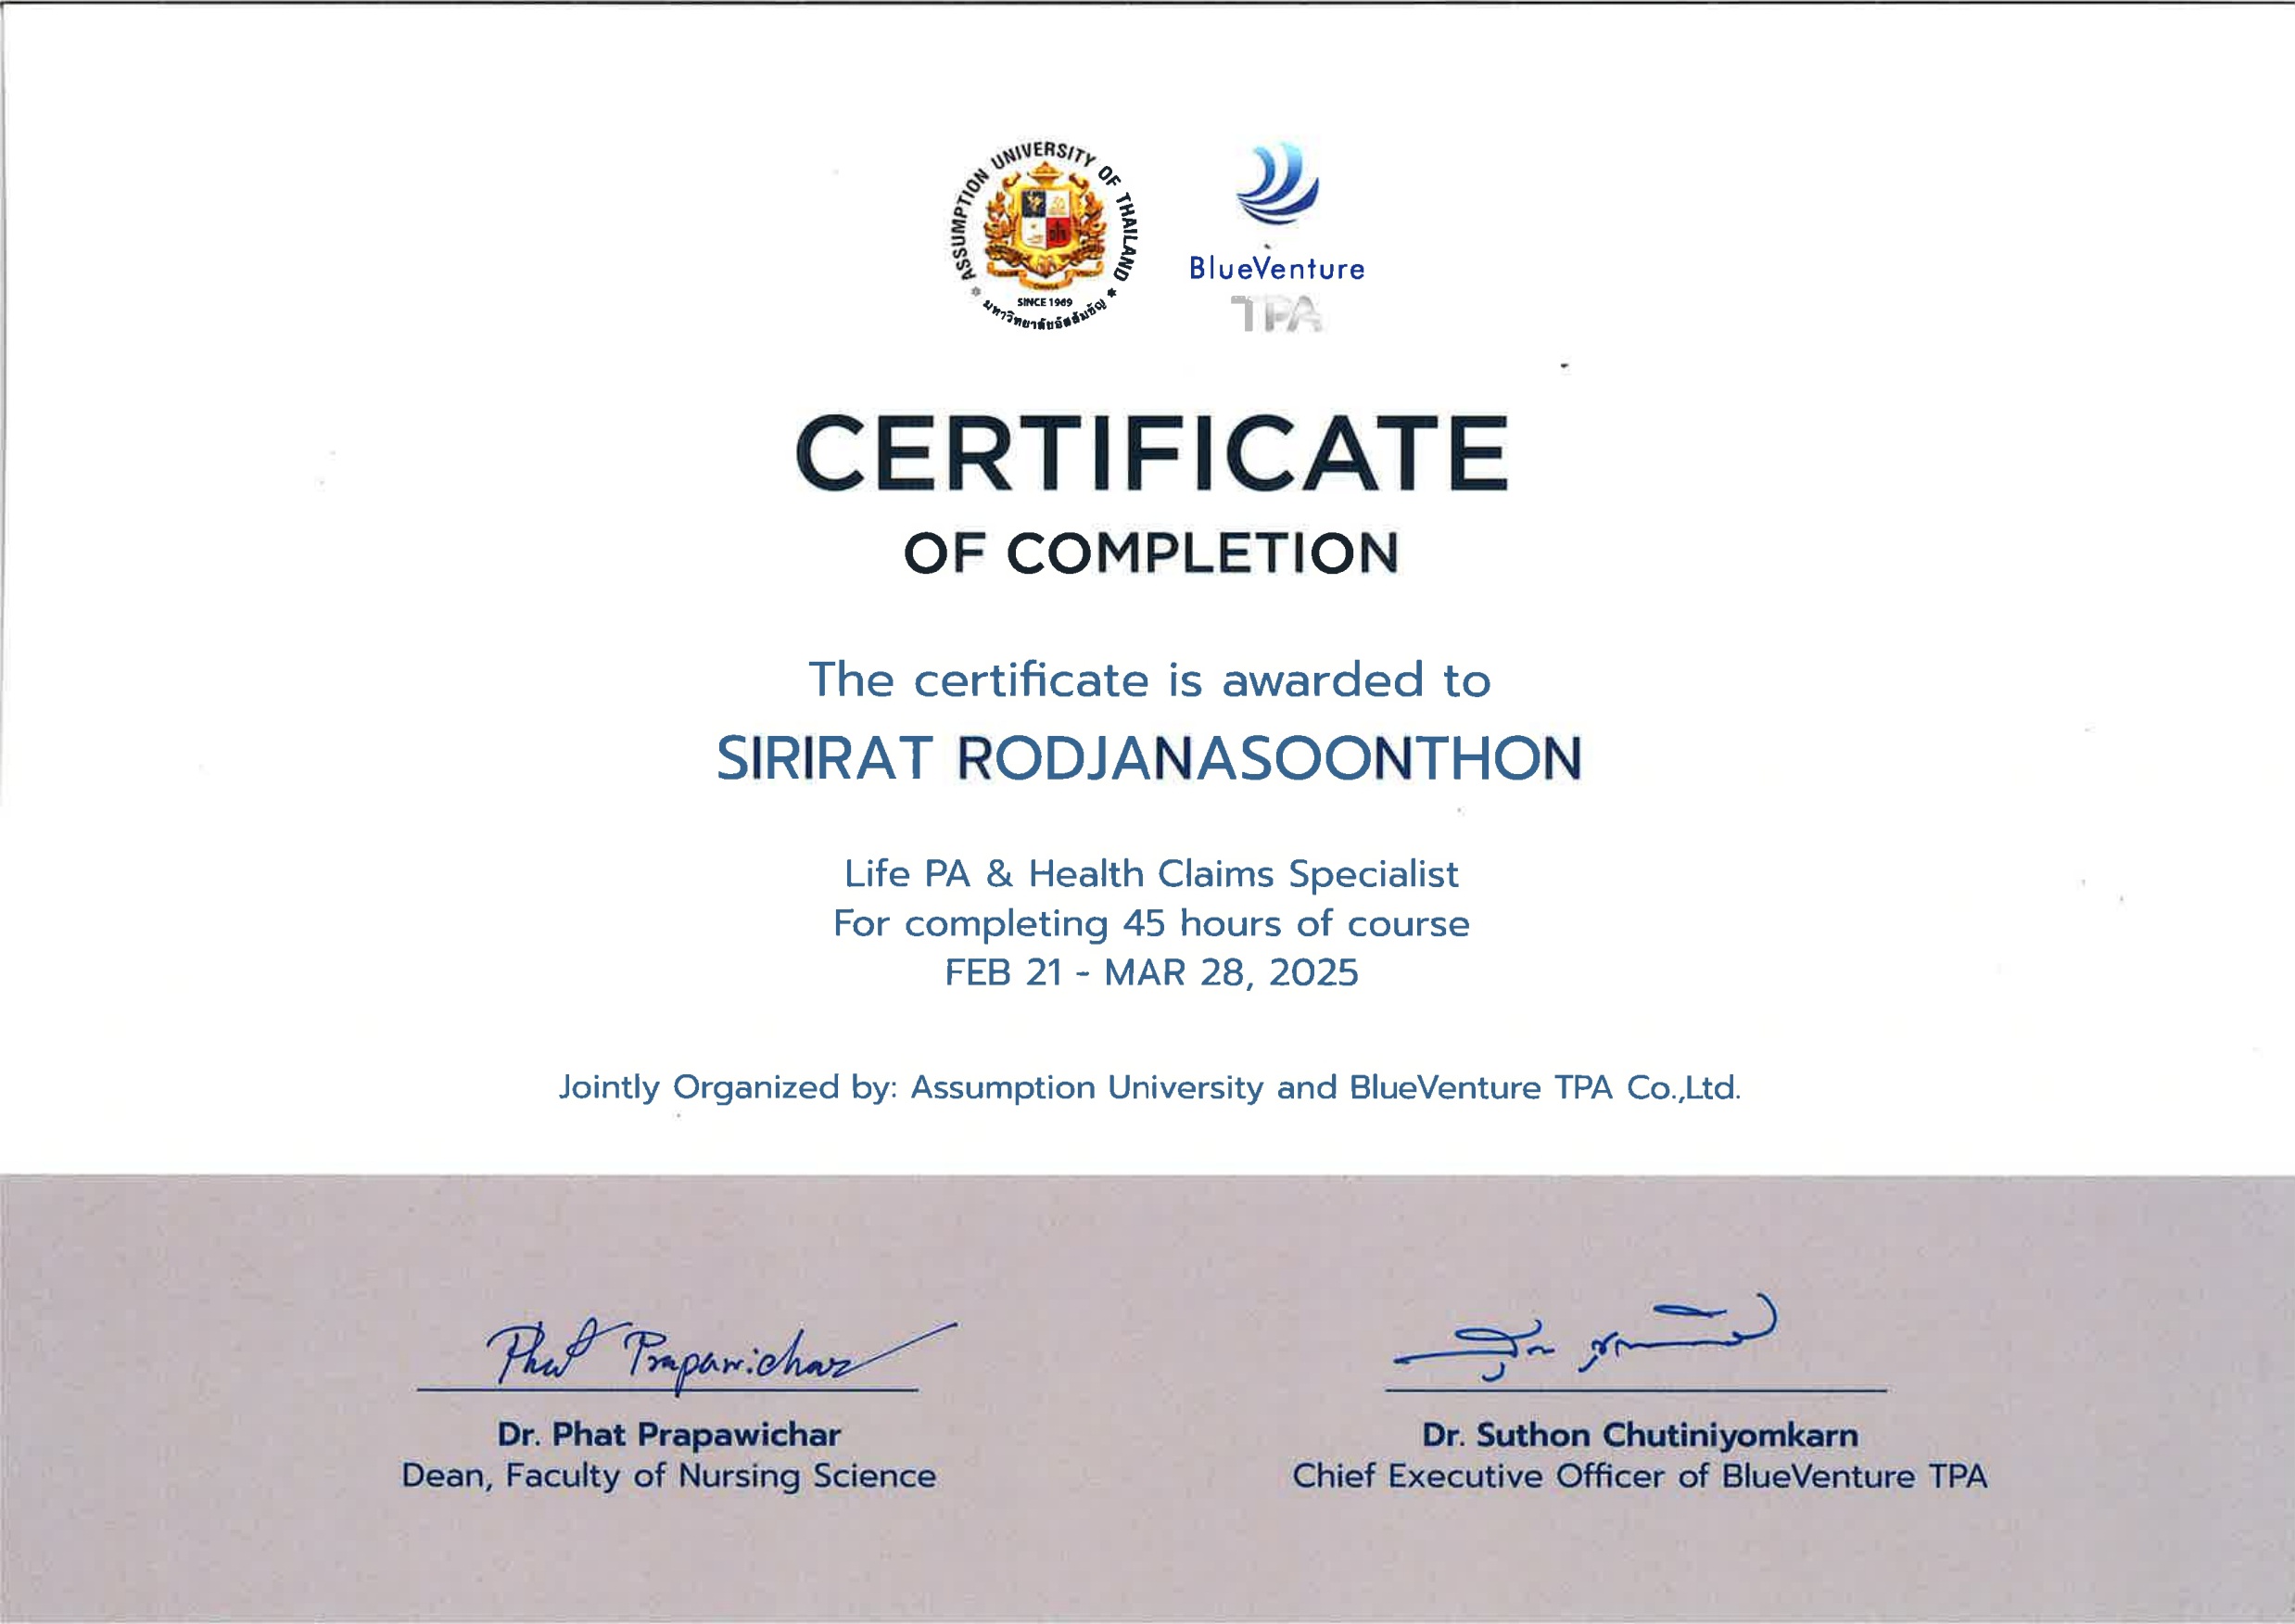 ASSUMPTION UNIVERSITY OF THAILAND
SINCE 1969
มหาวิทยาลัยอัสสัมชัญ
BlueVenture
TPA
CERTIFICATE
OF COMPLETION
The certificate is awarded to
SIRIRAT RODJANASOONTHON
Life PA & Health Claims Specialist
For completing 45 hours of course
FEB 21 - MAR 28, 2025
Jointly Organized by: Assumption University and BlueVenture TPA Co.,Ltd.
Phat Prapawichar
Dr. Phat Prapawichar
Dean, Faculty of Nursing Science
Dr. Suthon Chutiniyomkarn
Chief Executive Officer of BlueVenture TPA